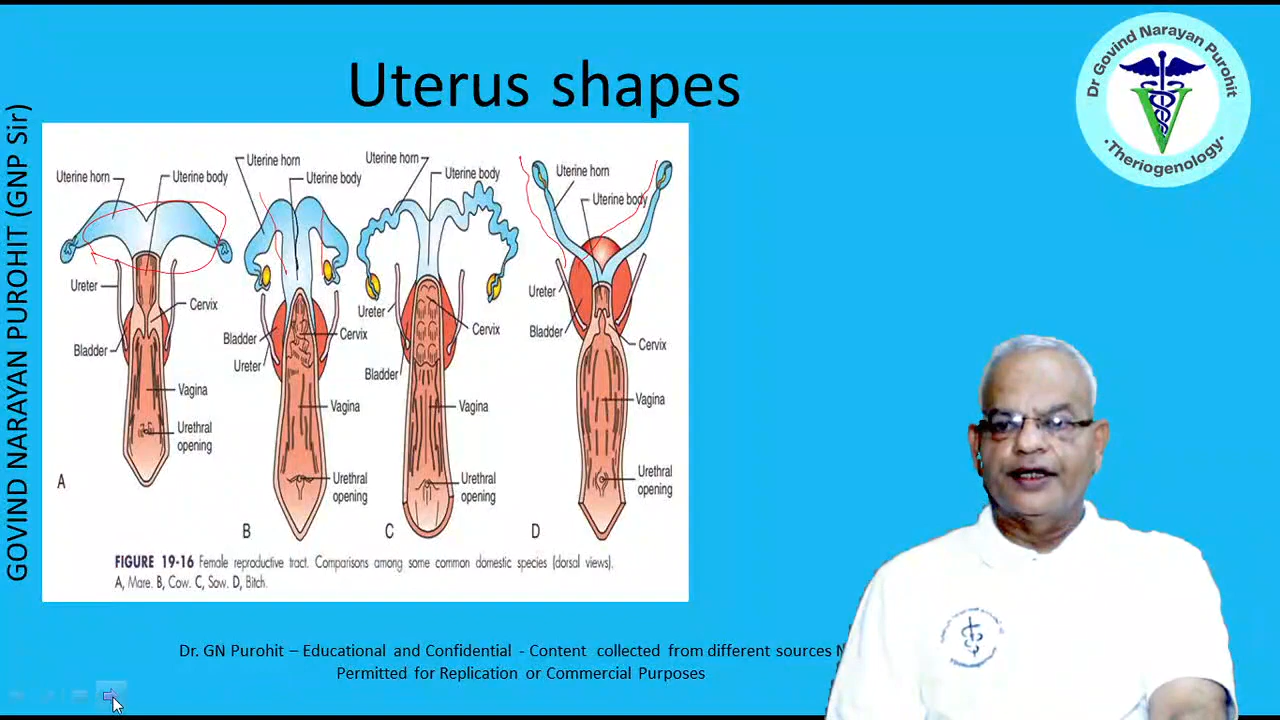 Uterus shapes
GOVIND NARAYAN PUROHIT (GNP Sir)
Dr Govind Narayan Purohit
·Theriogenology·
Uterine horn
Uterine body
Ureter
Cervix
Bladder
Vagina
Urethral
opening
A
Uterine horn
Uterine body
Bladder
Cervix
Ureter
Vagina
Urethral
opening
B
Uterine horn
Uterine body
Ureter
Cervix
Bladder
Vagina
Urethral
opening
C
Uterine horn
Uterine body
Ureter
Bladder
Cervix
Vagina
Urethral
opening
D
FIGURE 19-16 Female reproductive tract. Comparisons among some common domestic species (dorsal views).
A, Mare. B, Cow. C, Sow. D, Bitch.
Dr. GN Purohit – Educational and Confidential - Content collected from different sources N
Permitted for Replication or Commercial Purposes